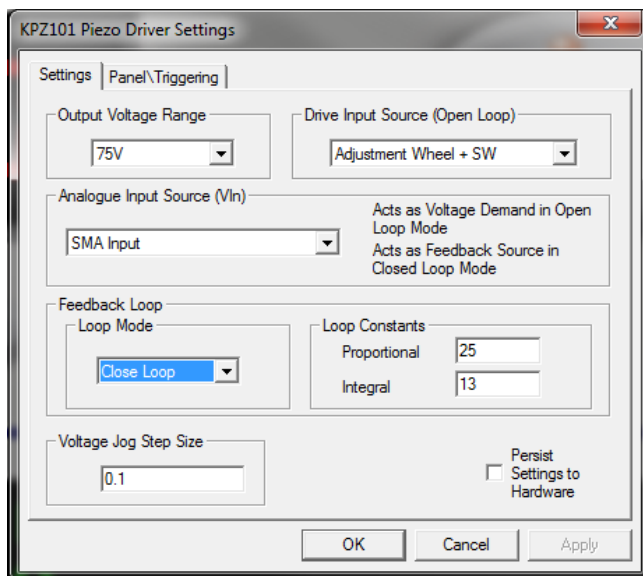 KPZ101 Piezo Driver Settings
Settings
Panel\Triggering
Output Voltage Range
75V
Drive Input Source (Open Loop)
Adjustment Wheel + SW
Analogue Input Source (VIn)
SMA Input
Acts as Voltage Demand in Open
Loop Mode
Acts as Feedback Source in
Closed Loop Mode
Feedback Loop
Loop Mode
Close Loop
Loop Constants
Proportional
25
Integral
13
Voltage Jog Step Size
0.1
Persist
Settings to
Hardware
OK
Cancel
Apply